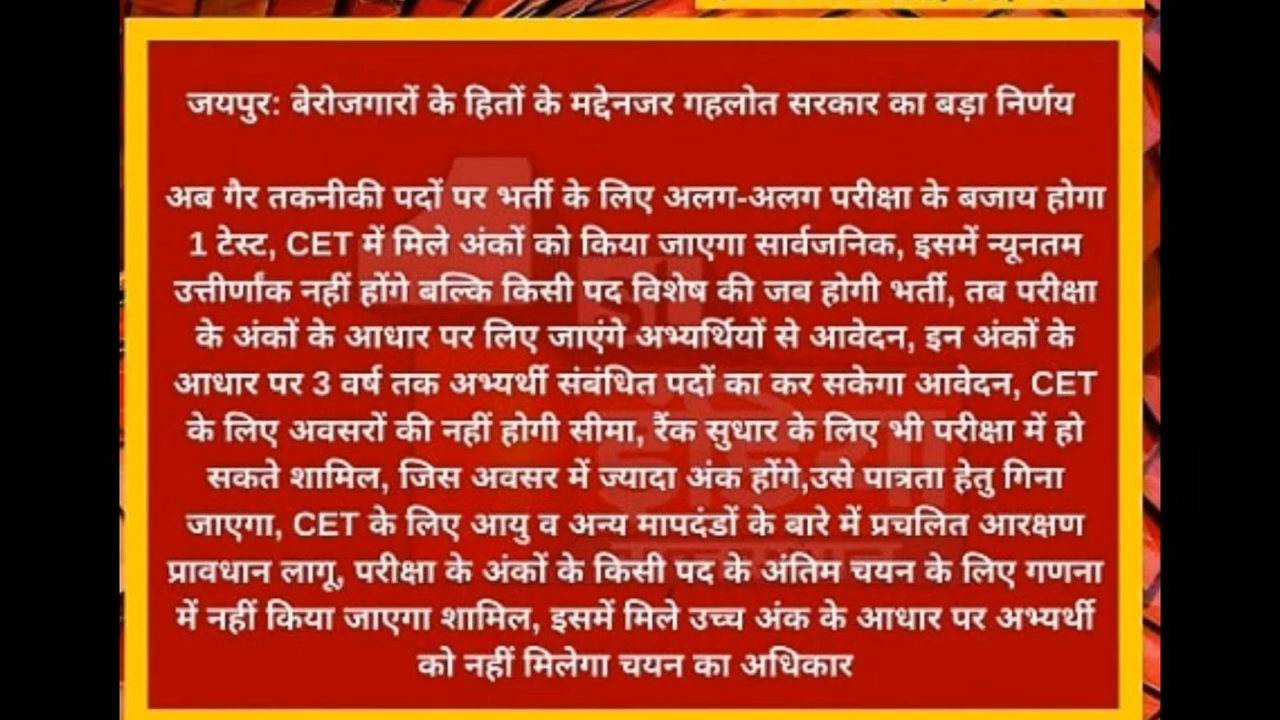 जयपुर: बेरोजगारों के हितों के मद्देनजर गहलोत सरकार का बड़ा निर्णय
अब गैर तकनीकी पदों पर भर्ती के लिए अलग-अलग परीक्षा के बजाय होगा
1 टेस्ट, CET में मिले अंकों को किया जाएगा सार्वजनिक, इसमें न्यूनतम
उत्तीर्णांक नहीं होंगे बल्कि किसी पद विशेष की जब होगी भर्ती, तब परीक्षा
के अंकों के आधार पर लिए जाएंगे अभ्यर्थियों से आवेदन, इन अंकों के
आधार पर 3 वर्ष तक अभ्यर्थी संबंधित पदों का कर सकेगा आवेदन, CET
के लिए अवसरों की नहीं होगी सीमा, रैंक सुधार के लिए भी परीक्षा में हो
सकते शामिल, जिस अवसर में ज्यादा अंक होंगे,उसे पात्रता हेतु गिना
जाएगा, CET के लिए आयु व अन्य मापदंडों के बारे में प्रचलित आरक्षण
प्रावधान लागू, परीक्षा के अंकों के किसी पद के अंतिम चयन के लिए गणना
में नहीं किया जाएगा शामिल, इसमें मिले उच्च अंक के आधार पर अभ्यर्थी
को नहीं मिलेगा चयन का अधिकार